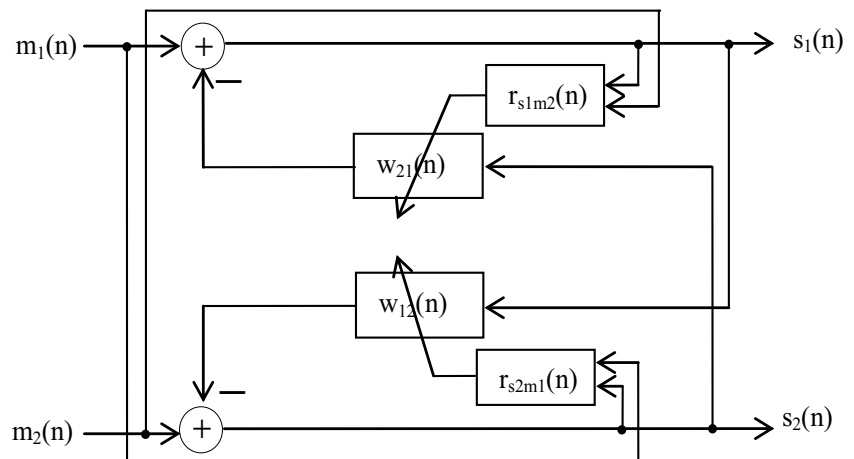 m₁(n) + s₁(n)
−
rₛ₁ₘ₂(n)
w₂₁(n)
w₁₂(n)
rₛ₂ₘ₁(n)
−
m₂(n) + s₂(n)